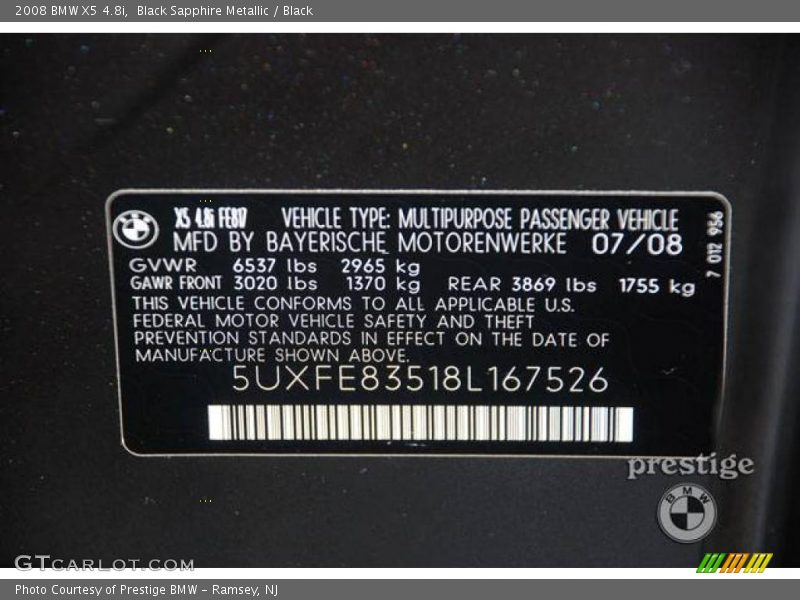 2008 BMW X5 4.8i, Black Sapphire Metallic / Black
X5 4.8i FE817 VEHICLE TYPE: MULTIPURPOSE PASSENGER VEHICLE
MFD BY BAYERISCHE MOTORENWERKE 07/08
GVWR 6537 lbs 2965 kg
GAWR FRONT 3020 lbs 1370 kg REAR 3869 lbs 1755 kg
THIS VEHICLE CONFORMS TO ALL APPLICABLE U.S.
FEDERAL MOTOR VEHICLE SAFETY AND THEFT
PREVENTION STANDARDS IN EFFECT ON THE DATE OF
MANUFACTURE SHOWN ABOVE.
5UXFE83518L167526
7 012 956
prestige
BMW
GTCARLOT.COM
Photo Courtesy of Prestige BMW - Ramsey, NJ